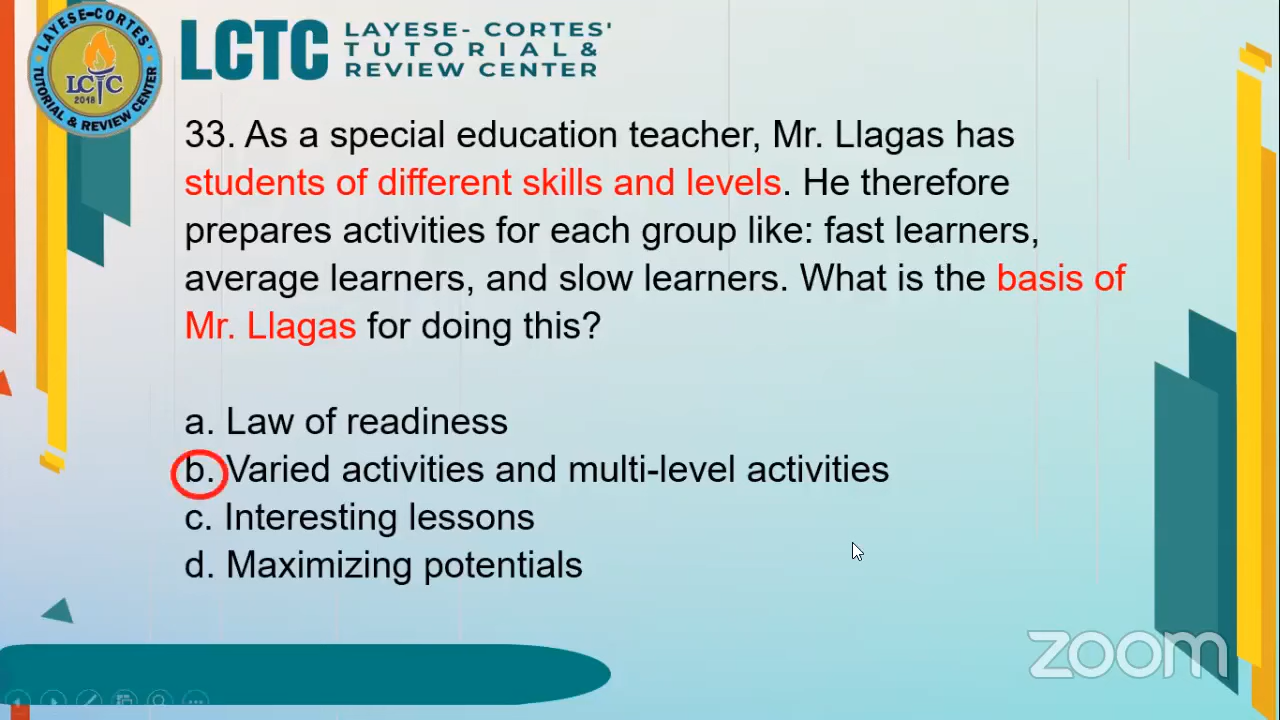 LAYESE-CORTES'
TUTORIAL & REVIEW CENTER
LCTC
2018
LCTC
LAYESE- CORTES'
TUTORIAL &
REVIEW CENTER
33. As a special education teacher, Mr. Llagas has
students of different skills and levels. He therefore
prepares activities for each group like: fast learners,
average learners, and slow learners. What is the basis of
Mr. Llagas for doing this?
a. Law of readiness
b. Varied activities and multi-level activities
c. Interesting lessons
d. Maximizing potentials
zoom